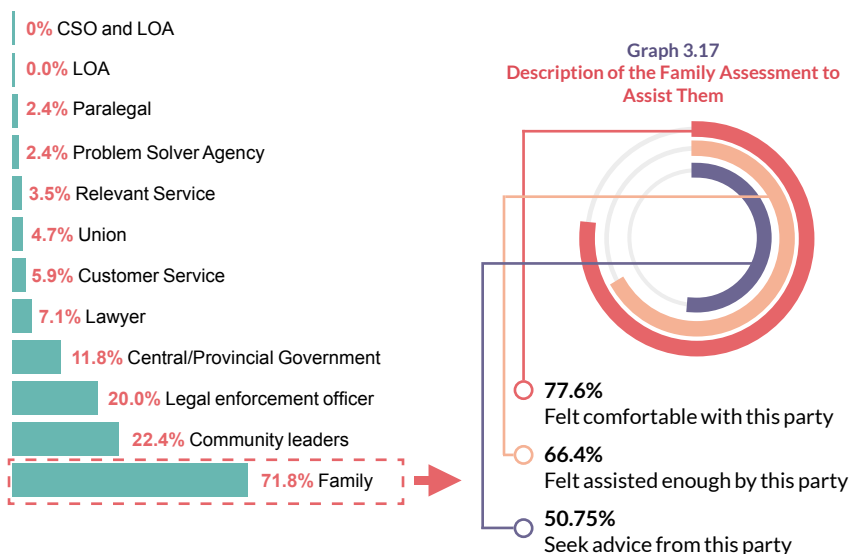 0% CSO and LOA
0.0% LOA
2.4% Paralegal
2.4% Problem Solver Agency
3.5% Relevant Service
4.7% Union
5.9% Customer Service
7.1% Lawyer
11.8% Central/Provincial Government
20.0% Legal enforcement officer
22.4% Community leaders
71.8% Family
Graph 3.17
Description of the Family Assessment to
Assist Them
77.6%
Felt comfortable with this party
66.4%
Felt assisted enough by this party
50.75%
Seek advice from this party